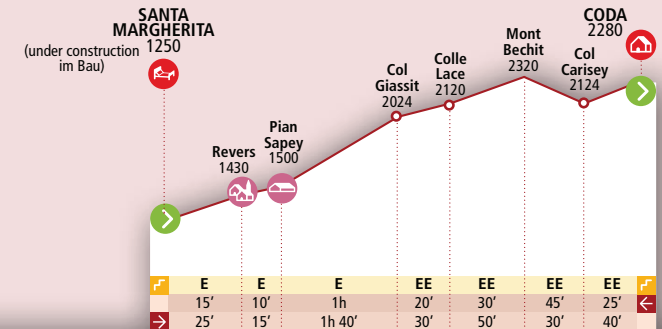 SANTA
MARGHERITA
(under construction 1250
im Bau)
CODA
2280
Mont
Bechit
2320
Col
Giassit
2024
Colle
Lace
2120
Col
Carisey
2124
Revers
1430
Pian
Sapey
1500
E E E EE EE EE EE
15’ 10’ 1h 20’ 30’ 45’ 25’
25’ 15’ 1h 40’ 30’ 50’ 30’ 40’